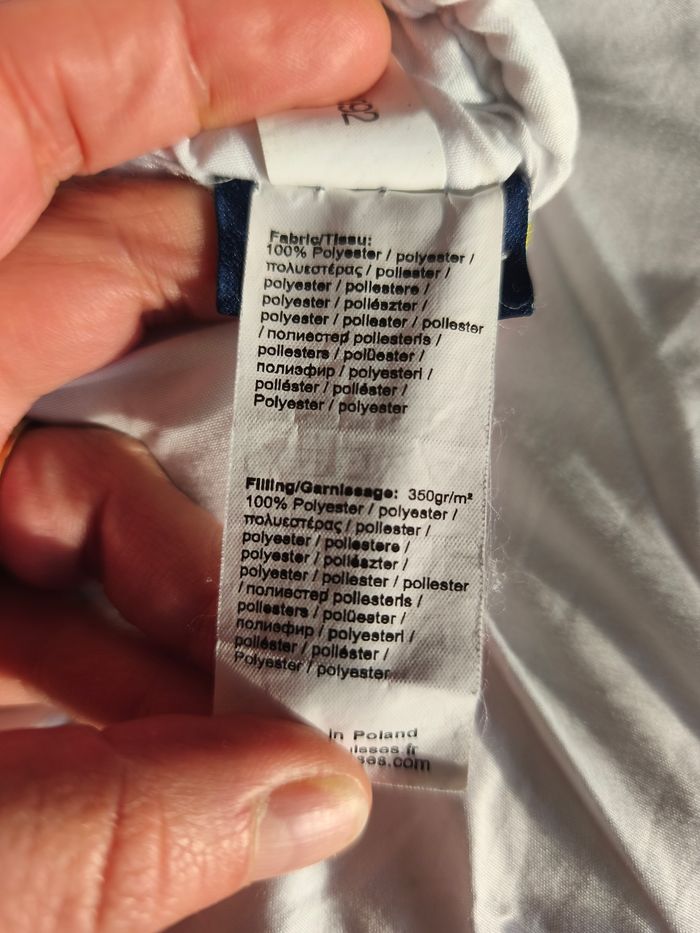 92
Fabric/Tissu:
100% Polyester / polyester /
πολυεστέρας / poliester /
polyester / poliestere /
polyester / poliészter /
polyester / poliester / poliester
/ полиестер poliesteris /
poliesters / polüester /
полиэфир / polyesteri /
poliéster / poliéster /
Polyester / polyester
Filling/Garnissage: 350gr/m²
100% Polyester / polyester /
πολυεστέρας / poliester /
polyester / poliestere /
polyester / poliészter /
polyester / poliester / poliester
/ полиестер poliesteris /
poliesters / polüester /
полиэфир / polyesteri /
poliéster / poliéster /
Polyester / polyester
in Poland